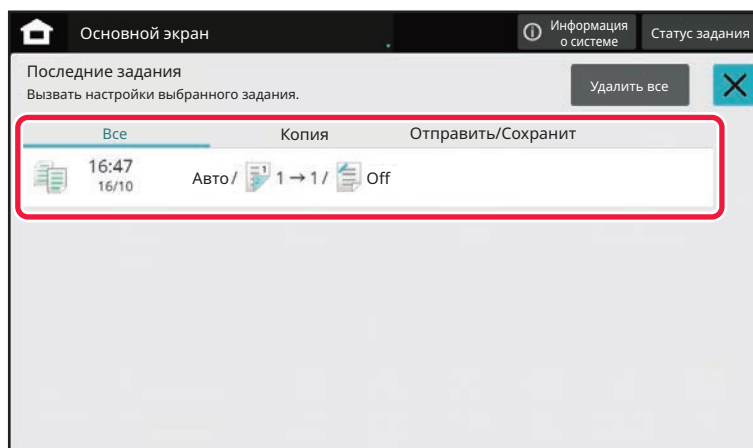 Основной экран
Информация
о системе
Статус задания
Последние задания
Вызвать настройки выбранного задания.
Удалить все
Все
Копия
Отправить/Сохранит
16:47
16/10
Авто / 1 → 1 / Off